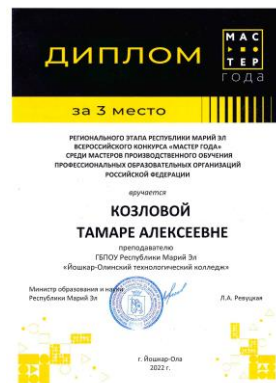 ДИПЛОМ
МАС
ТЕР
года
за 3 место
РЕГИОНАЛЬНОГО ЭТАПА РЕСПУБЛИКИ МАРИЙ ЭЛ
ВСЕРОССИЙСКОГО КОНКУРСА «МАСТЕР ГОДА»
СРЕДИ МАСТЕРОВ ПРОИЗВОДСТВЕННОГО ОБУЧЕНИЯ
ПРОФЕССИОНАЛЬНЫХ ОБРАЗОВАТЕЛЬНЫХ ОРГАНИЗАЦИЙ
РОССИЙСКОЙ ФЕДЕРАЦИИ
вручается
КОЗЛОВОЙ
ТАМАРЕ АЛЕКСЕЕВНЕ
преподавателю
ГБПОУ Республики Марий Эл
«Йошкар-Олинский технологический колледж»
Министр образования и науки
Республики Марий Эл
Л.А. Ревуцкая
г. Йошкар-Ола
2022 г.